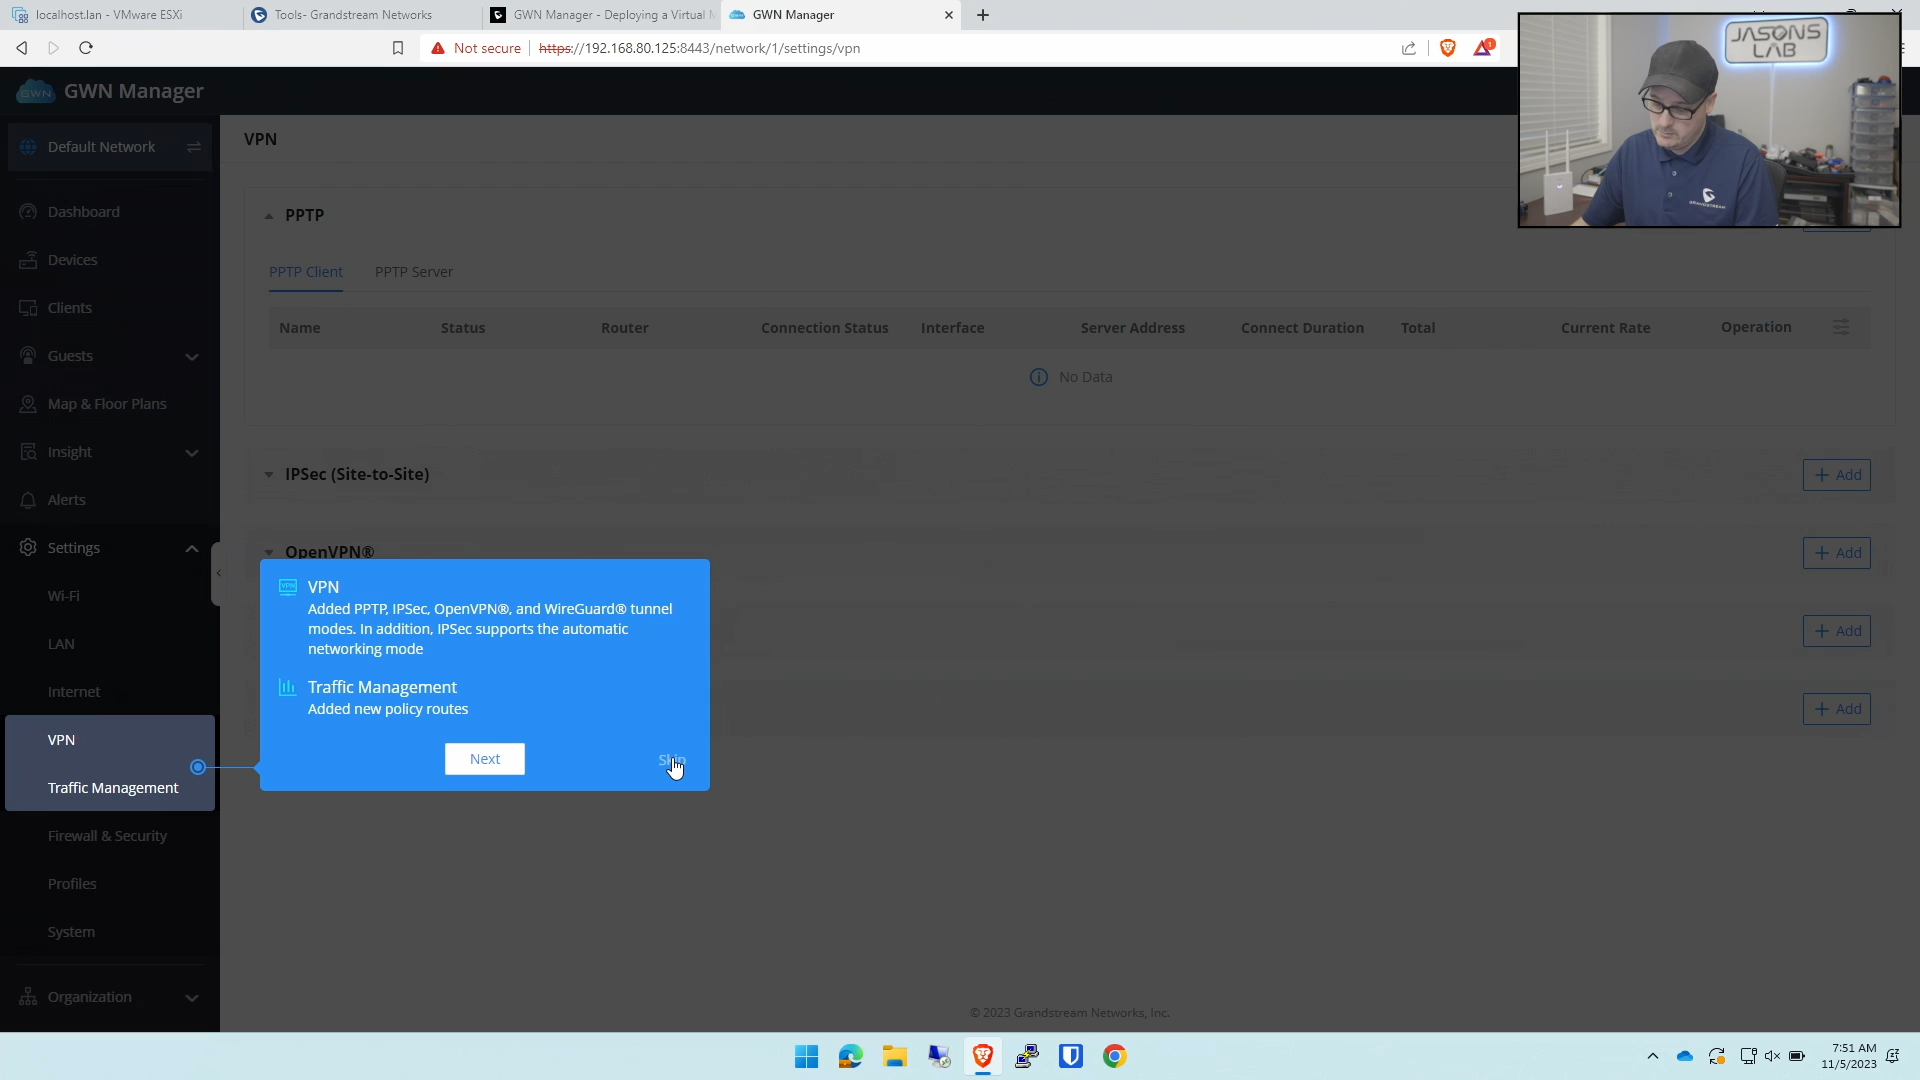 localhost.lan - VMware ESXi
Tools- Grandstream Networks
GWN Manager - Deploying a Virtual M
GWN Manager
Not secure
https://192.168.80.125:8443/network/1/settings/vpn
1
JASONS
LAB
GRANDSTREAM
GWN
GWN Manager
Default Network
Dashboard
Devices
Clients
Guests
Map & Floor Plans
Insight
Alerts
Settings
Wi-Fi
LAN
Internet
VPN
Traffic Management
Firewall & Security
Profiles
System
Organization
VPN
PPTP
PPTP Client
PPTP Server
Name
Status
Router
Connection Status
Interface
Server Address
Connect Duration
Total
Current Rate
Operation
No Data
IPSec (Site-to-Site)
Add
OpenVPN®
Add
Add
Add
VPN
VPN
Added PPTP, IPSec, OpenVPN®, and WireGuard® tunnel
modes. In addition, IPSec supports the automatic
networking mode
Traffic Management
Added new policy routes
Next
Skip
© 2023 Grandstream Networks, Inc.
7:51 AM
11/5/2023